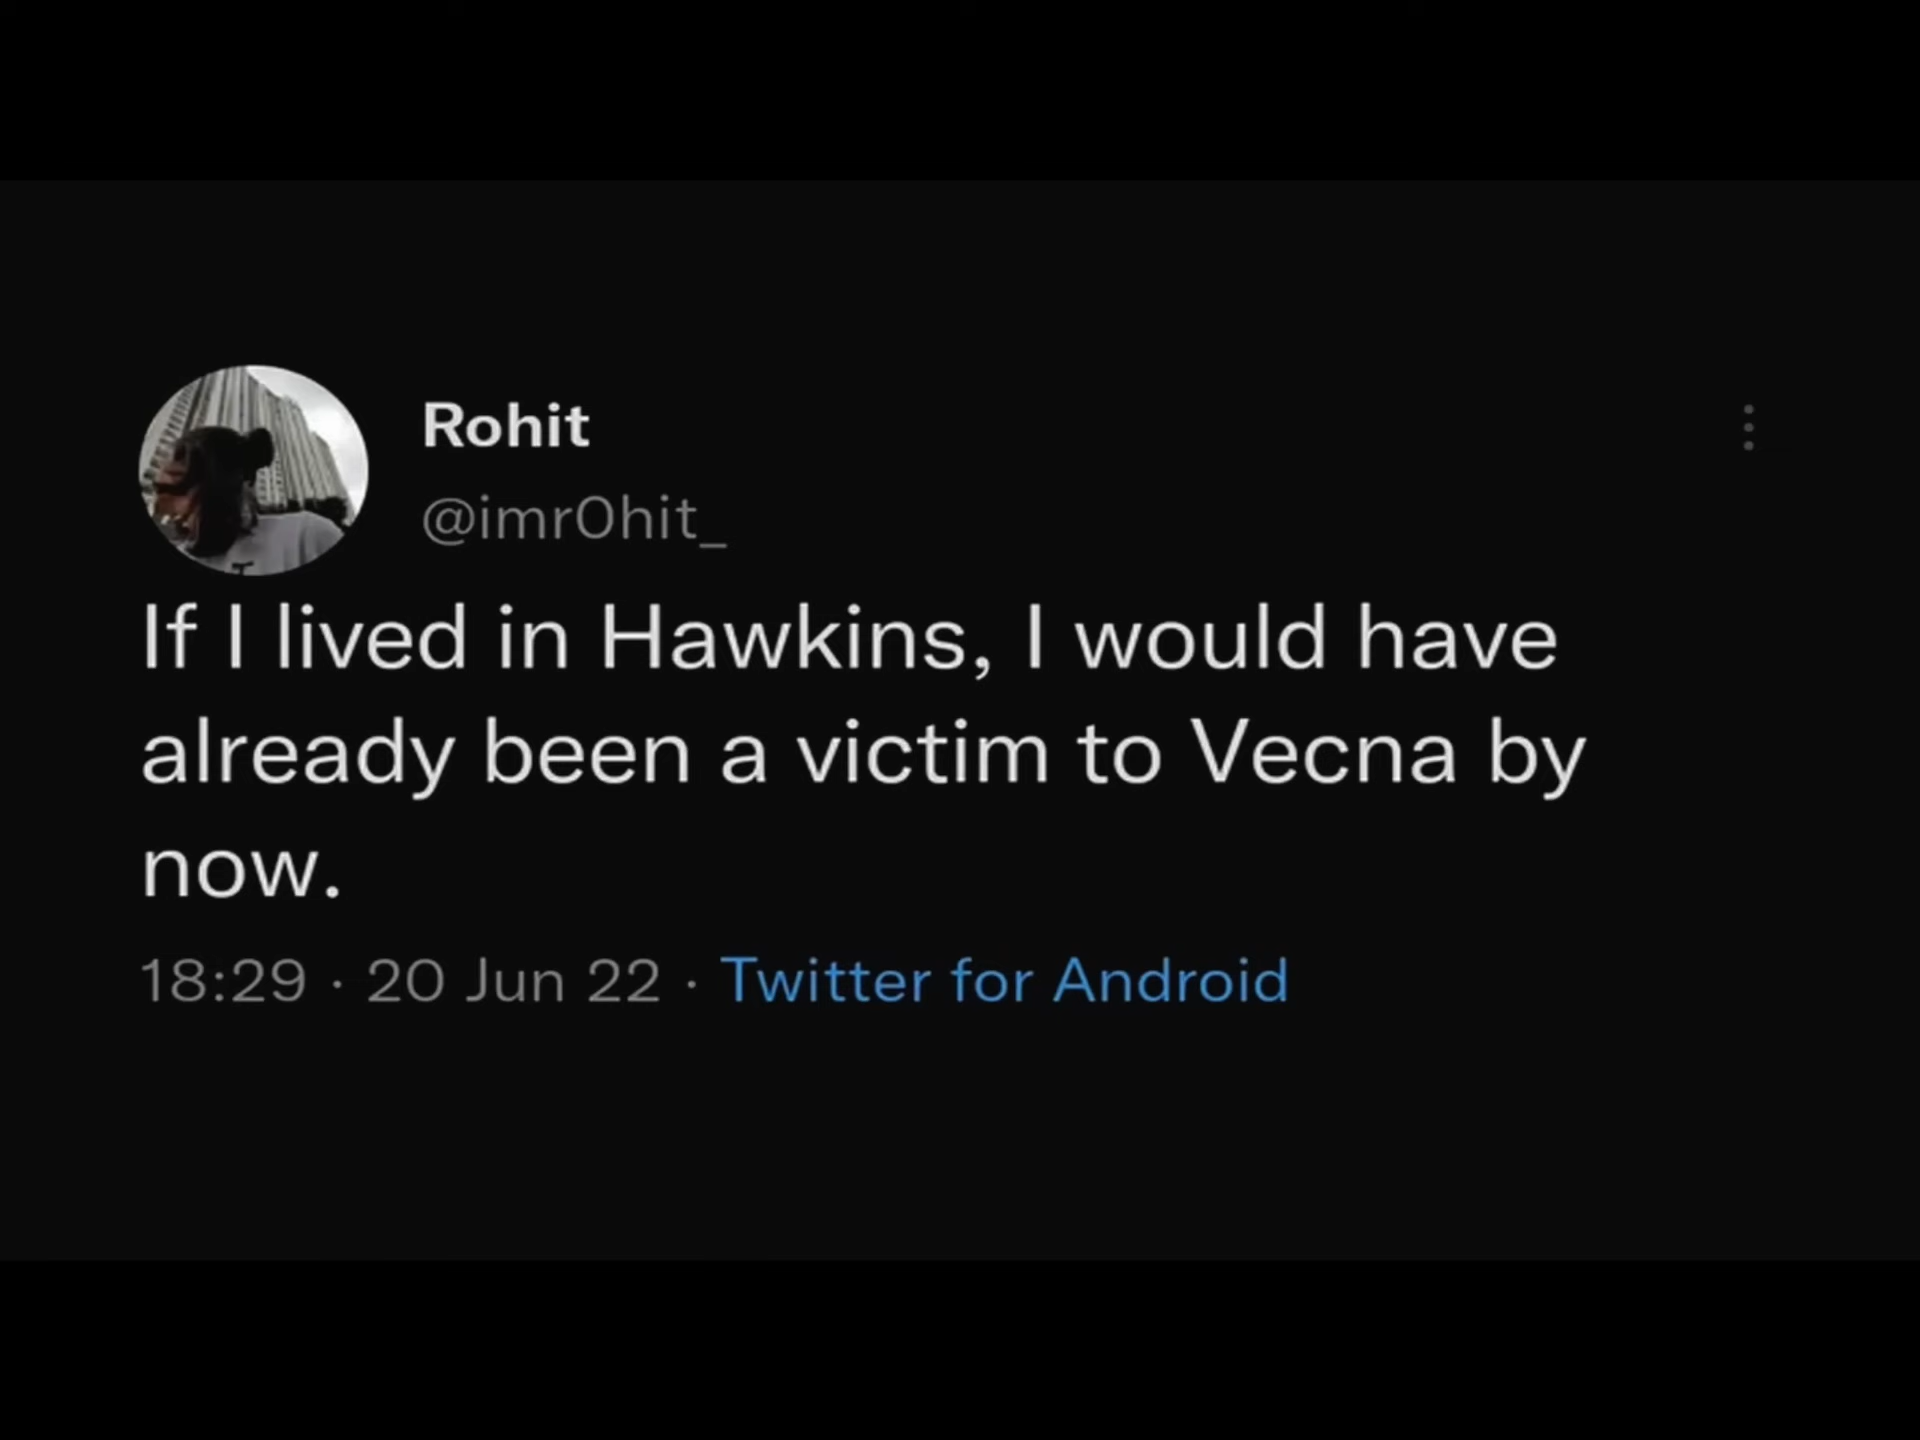 Rohit
@imr0hit_
If I lived in Hawkins, I would have
already been a victim to Vecna by
now.
18:29 · 20 Jun 22 · Twitter for Android